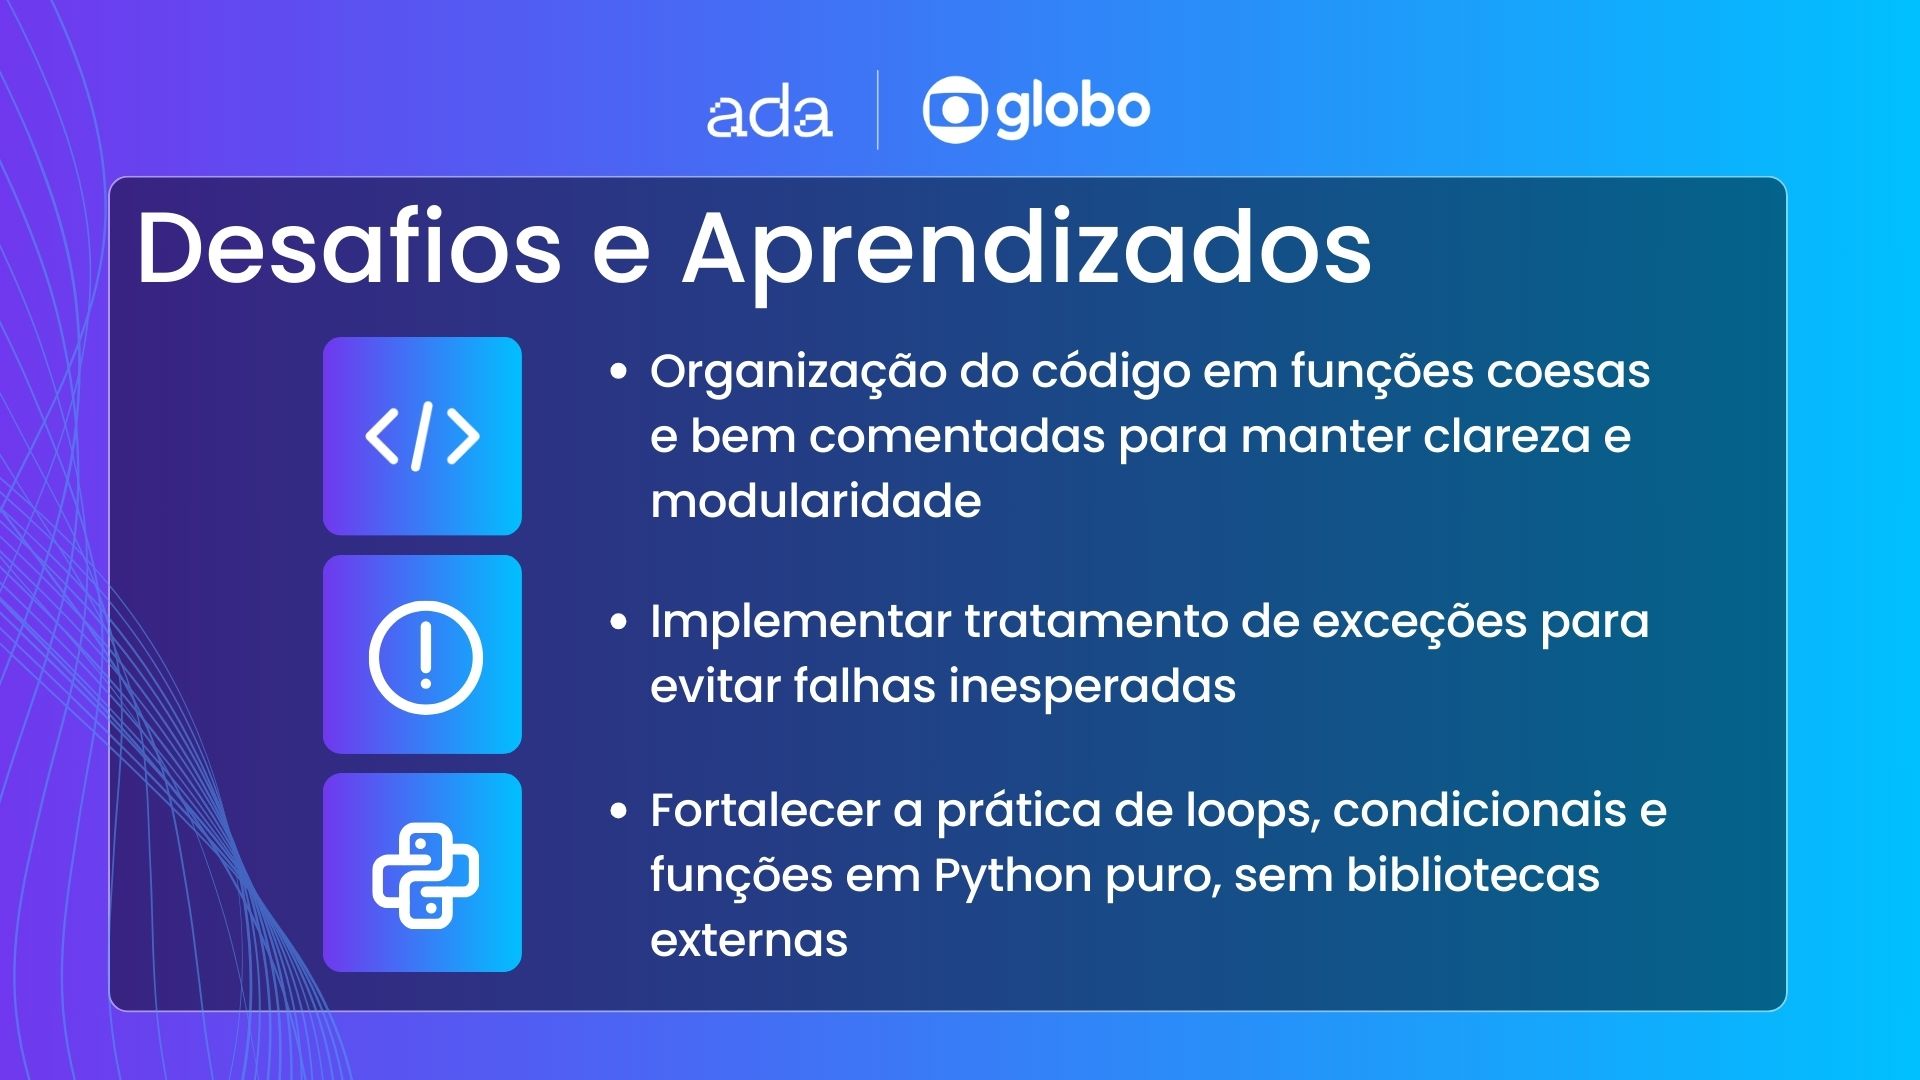 ada
globo
Desafios e Aprendizados
• Organização do código em funções coesas
e bem comentadas para manter clareza e
modularidade
• Implementar tratamento de exceções para
evitar falhas inesperadas
• Fortalecer a prática de loops, condicionais e
funções em Python puro, sem bibliotecas
externas